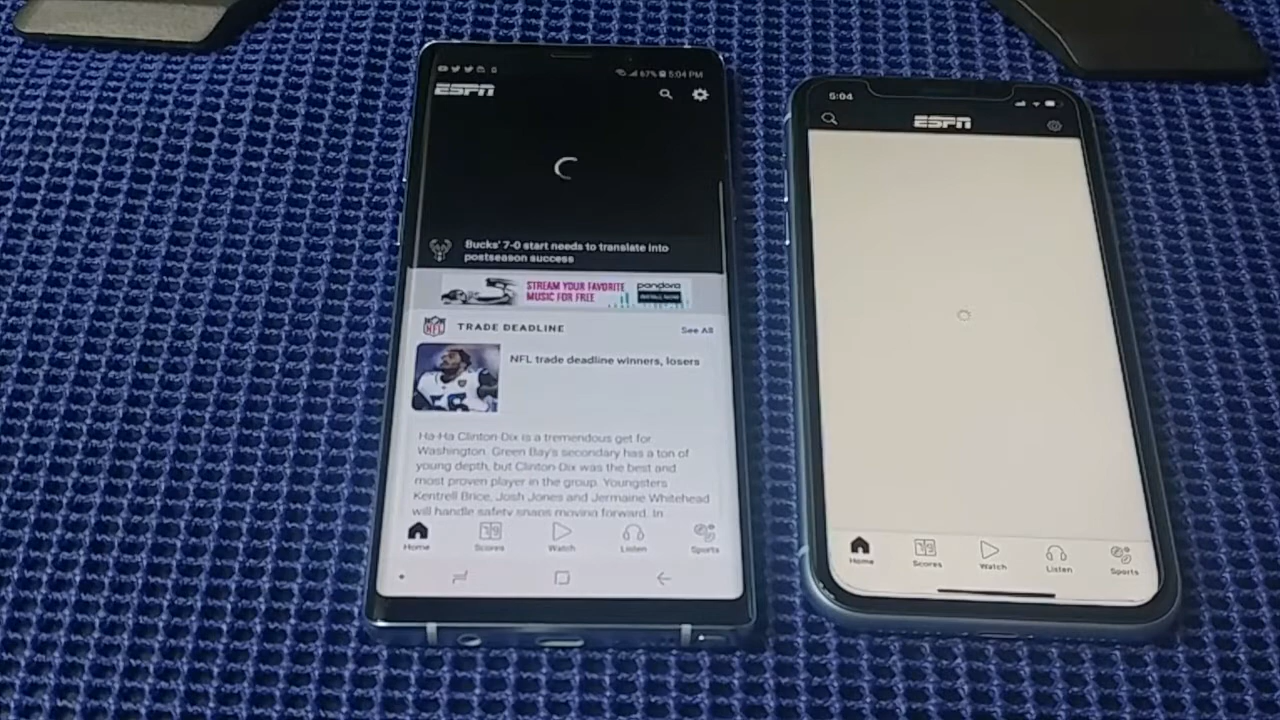 67% 5:04 PM
ESPN
Bucks' 7-0 start needs to translate into
postseason success
STREAM YOUR FAVORITE
MUSIC FOR FREE
pandora
INSTALL NOW
NFL
TRADE DEADLINE
See All
NFL trade deadline winners, losers
Ha-Ha Clinton-Dix is a tremendous get for
Washington. Green Bay's secondary has a ton of
young depth, but Clinton-Dix was the best and
most proven player in the group. Youngsters
Kentrell Brice, Josh Jones and Jermaine Whitehead
will handle safety snaps moving forward. In
Home
Scores
Watch
Listen
Sports
5:04
ESPN
Home
Scores
Watch
Listen
Sports